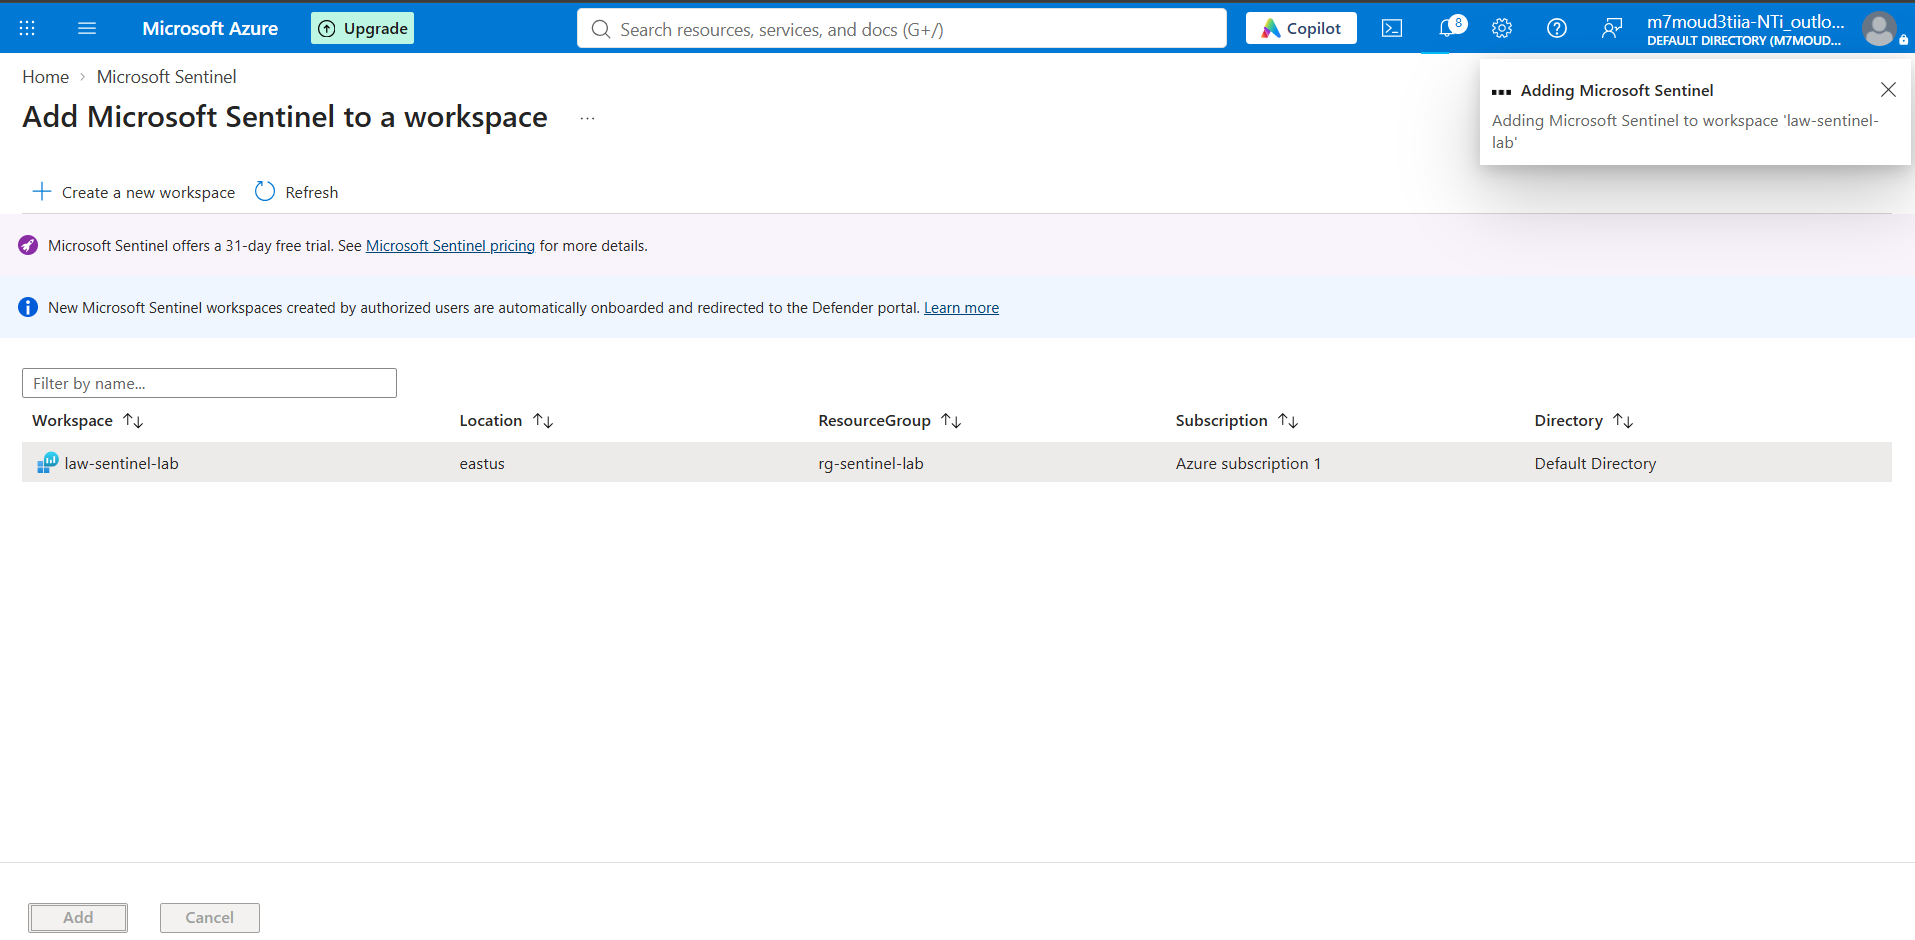 Microsoft Azure
Upgrade
Search resources, services, and docs (G+/)
Copilot
8
m7moud3tiia-NTi_outlo...
DEFAULT DIRECTORY (M7MOUD...
Home > Microsoft Sentinel
Add Microsoft Sentinel to a workspace ...
Adding Microsoft Sentinel
Adding Microsoft Sentinel to workspace 'law-sentinel-
lab'
Create a new workspace
Refresh
Microsoft Sentinel offers a 31-day free trial. See Microsoft Sentinel pricing for more details.
New Microsoft Sentinel workspaces created by authorized users are automatically onboarded and redirected to the Defender portal. Learn more
Filter by name...
Workspace ↑↓ Location ↑↓ ResourceGroup ↑↓ Subscription ↑↓ Directory ↑↓
law-sentinel-lab eastus rg-sentinel-lab Azure subscription 1 Default Directory
Add
Cancel